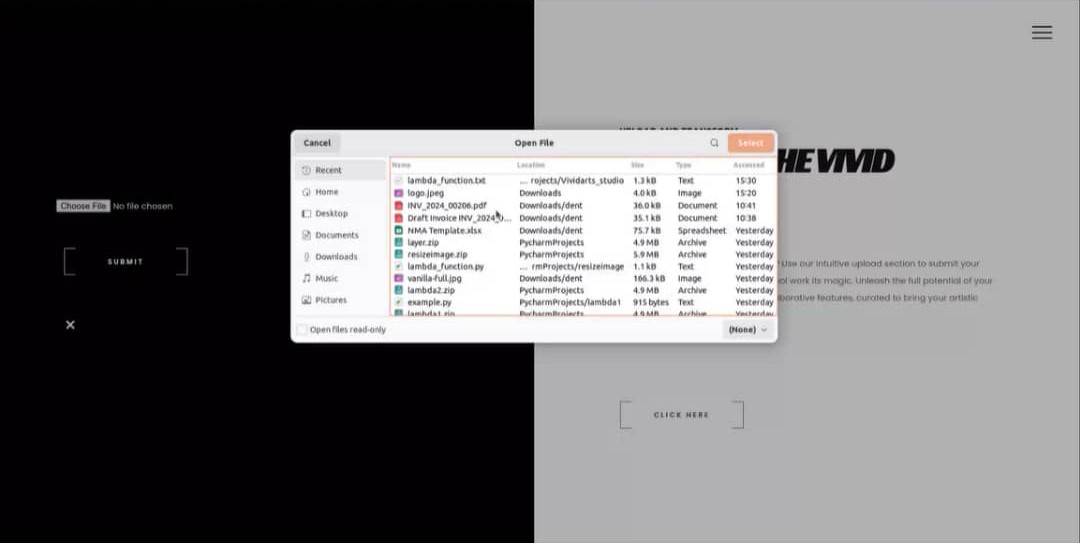 Choose File No file chosen
SUBMIT
×
Cancel
Open File
Select
Recent
Home
Desktop
Documents
Downloads
Music
Pictures
Name Location Size Type Accessed
lambda_function.txt ... rojects/Vividarts_studio 1.3 kB Text 15:30
logo.jpeg Downloads 4.0 kB Image 15:20
INV_2024_00206.pdf Downloads/dent 36.0 kB Document 10:41
Draft Invoice INV_2024_0... Downloads/dent 35.1 kB Document 10:38
NMA Template.xlsx Downloads/dent 75.7 kB Spreadsheet Yesterday
layer.zip PycharmProjects 4.9 MB Archive Yesterday
resizeimage.zip PycharmProjects 5.9 MB Archive Yesterday
lambda_function.py ... rmProjects/resizeimage 1.1 kB Text Yesterday
vanilla-full.jpg Downloads/dent 166.3 kB Image Yesterday
lambda2.zip PycharmProjects 4.9 MB Archive Yesterday
example.py PycharmProjects/lambda1 915 bytes Text Yesterday
lambda1.zip PycharmProjects 4.9 MB Archive Yesterday
Open files read-only
(None)
HE VIVID
Use our intuitive upload section to submit your
work its magic. Unleash the full potential of your
borative features, curated to bring your artistic
CLICK HERE